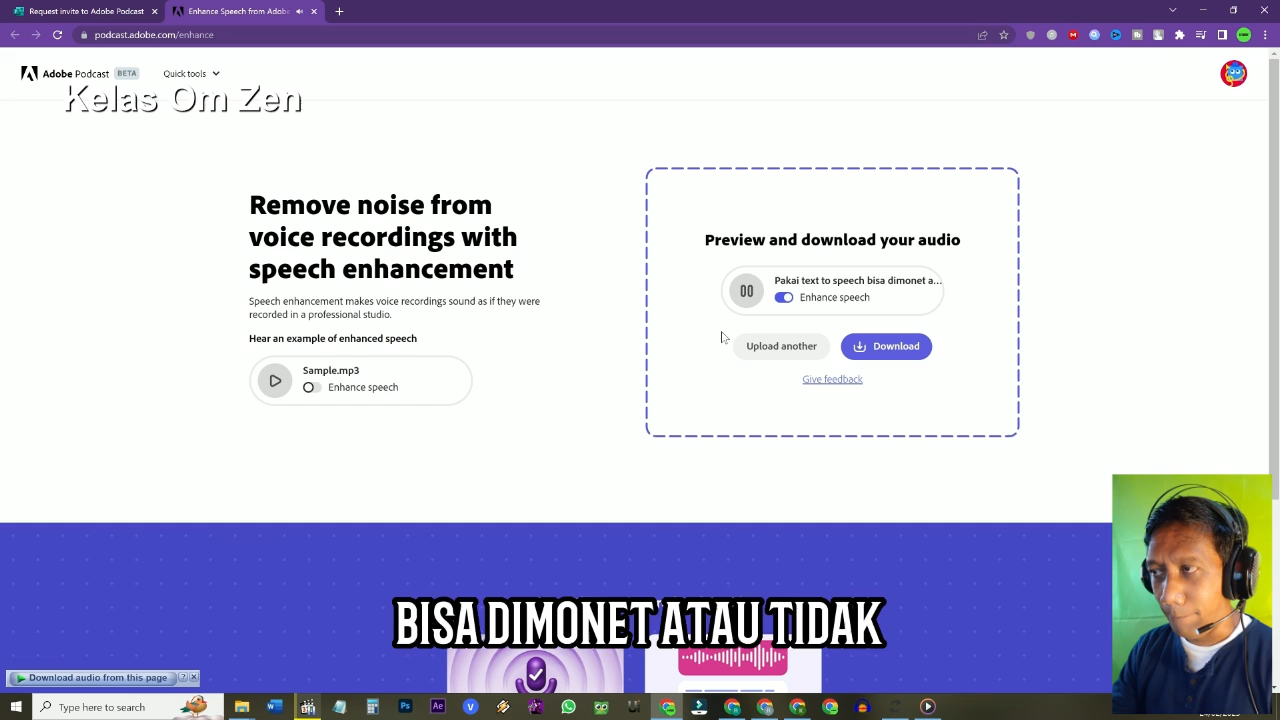 Request invite to Adobe Podcast
Enhance Speech from Adobe
podcast.adobe.com/enhance
Adobe Podcast BETA
Quick tools
Kelas Om Zen
Remove noise from
voice recordings with
speech enhancement
Speech enhancement makes voice recordings sound as if they were
recorded in a professional studio.
Hear an example of enhanced speech
Sample.mp3
Enhance speech
Preview and download your audio
Pakai text to speech bisa dimonet a...
Enhance speech
Upload another
Download
Give feedback
BISA DIMONET ATAU TIDAK
Download audio from this page
Type here to search